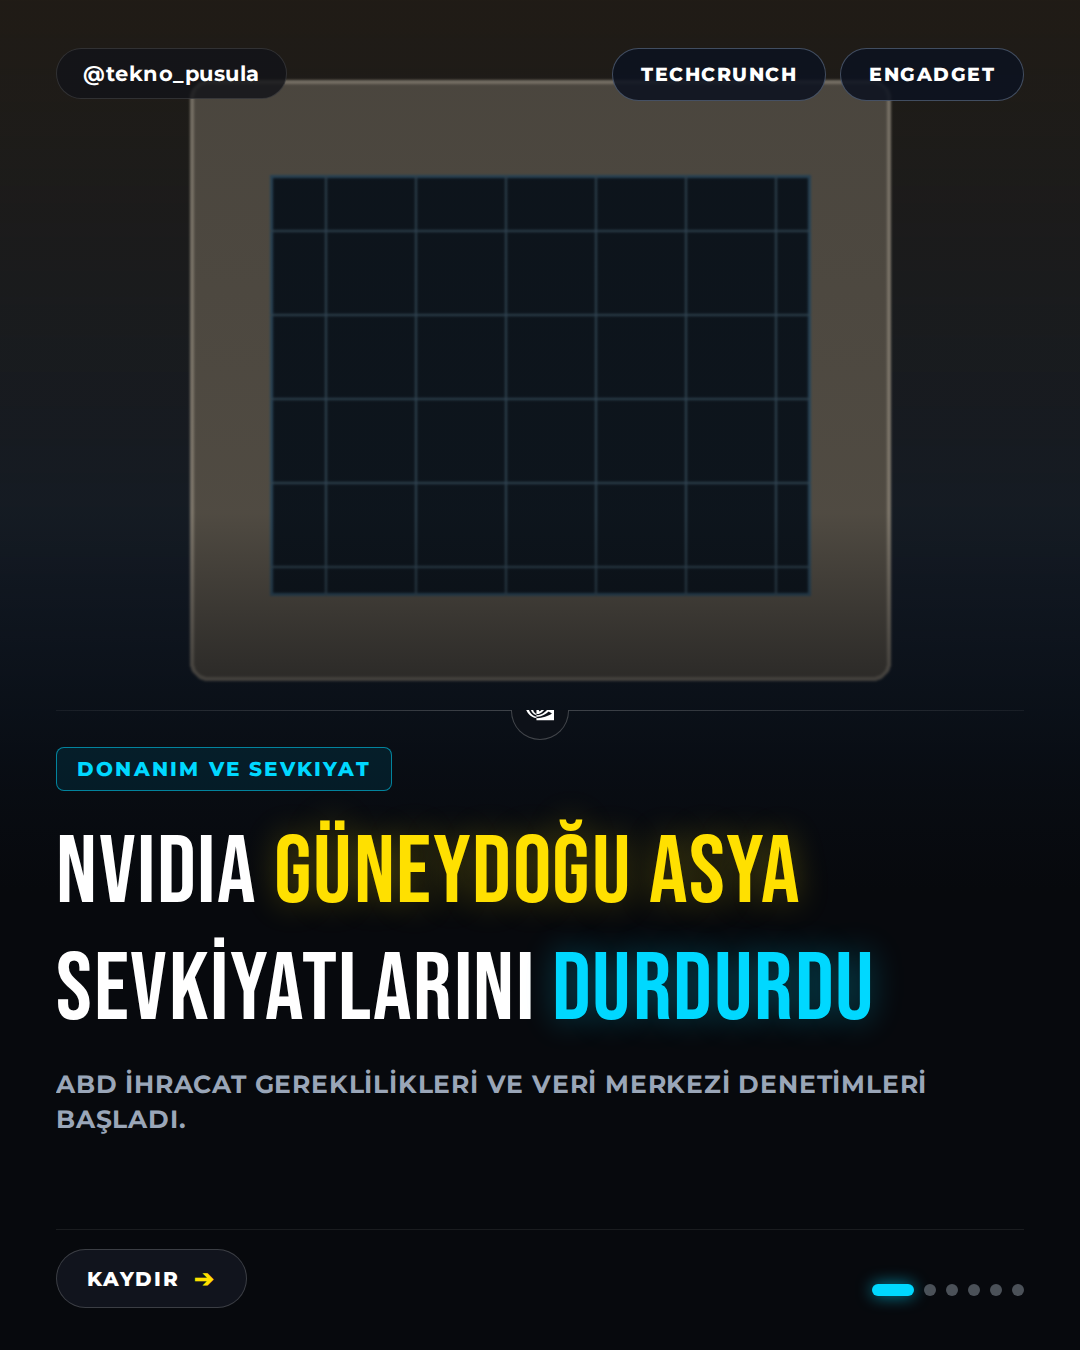 @tekno_pusula
TECHCRUNCH
ENGADGET
DONANIM VE SEVKIYAT
NVIDIA GÜNEYDOĞU ASYA
SEVKİYATLARINI DURDURDU
ABD İHRACAT GEREKLİLİKLERİ VE VERİ MERKEZİ DENETİMLERİ
BAŞLADI.
KAYDIR ➔